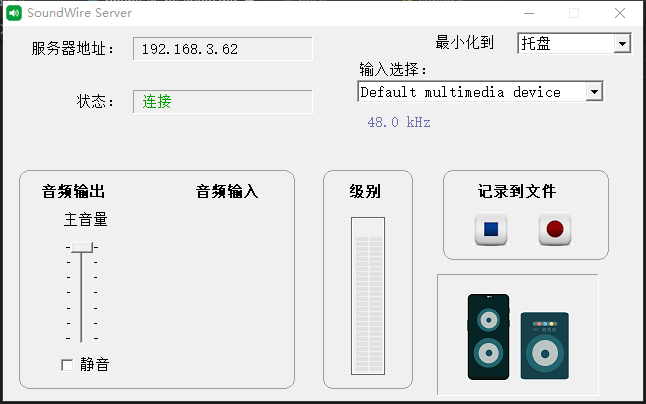 SoundWire Server
服务器地址： 192.168.3.62
最小化到 托盘
输入选择：
状态： 连接
Default multimedia device
48.0 kHz
音频输出 音频输入
级别
记录到文件
主音量
静音